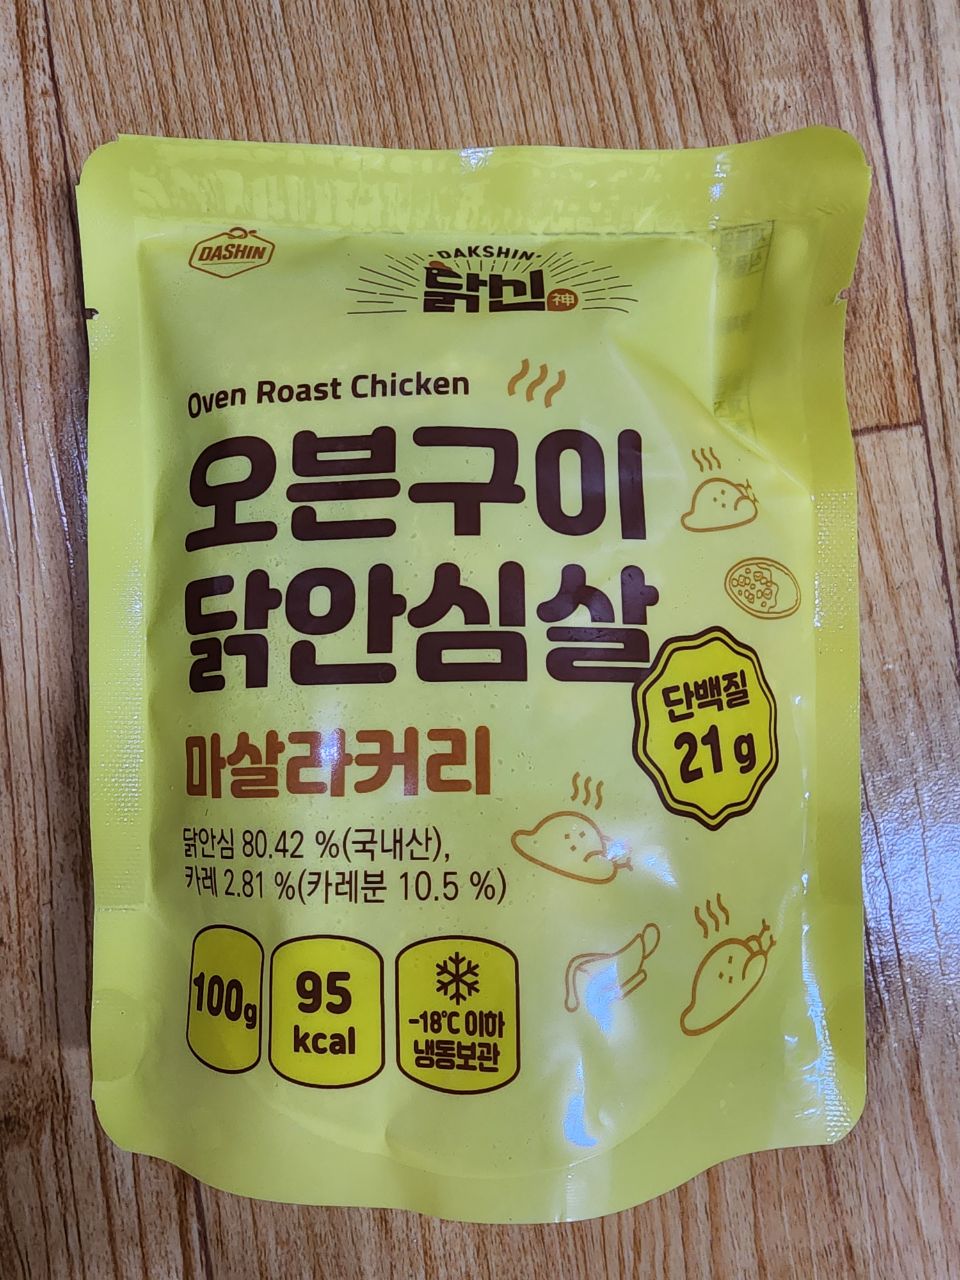 DASHIN
DAKSHIN
닭신
神
Oven Roast Chicken
오븐구이
닭안심살
단백질
21 g
마살라커리
닭안심 80.42 %(국내산),
카레 2.81 %(카레분 10.5 %)
100g
95
kcal
-18℃ 이하
냉동보관